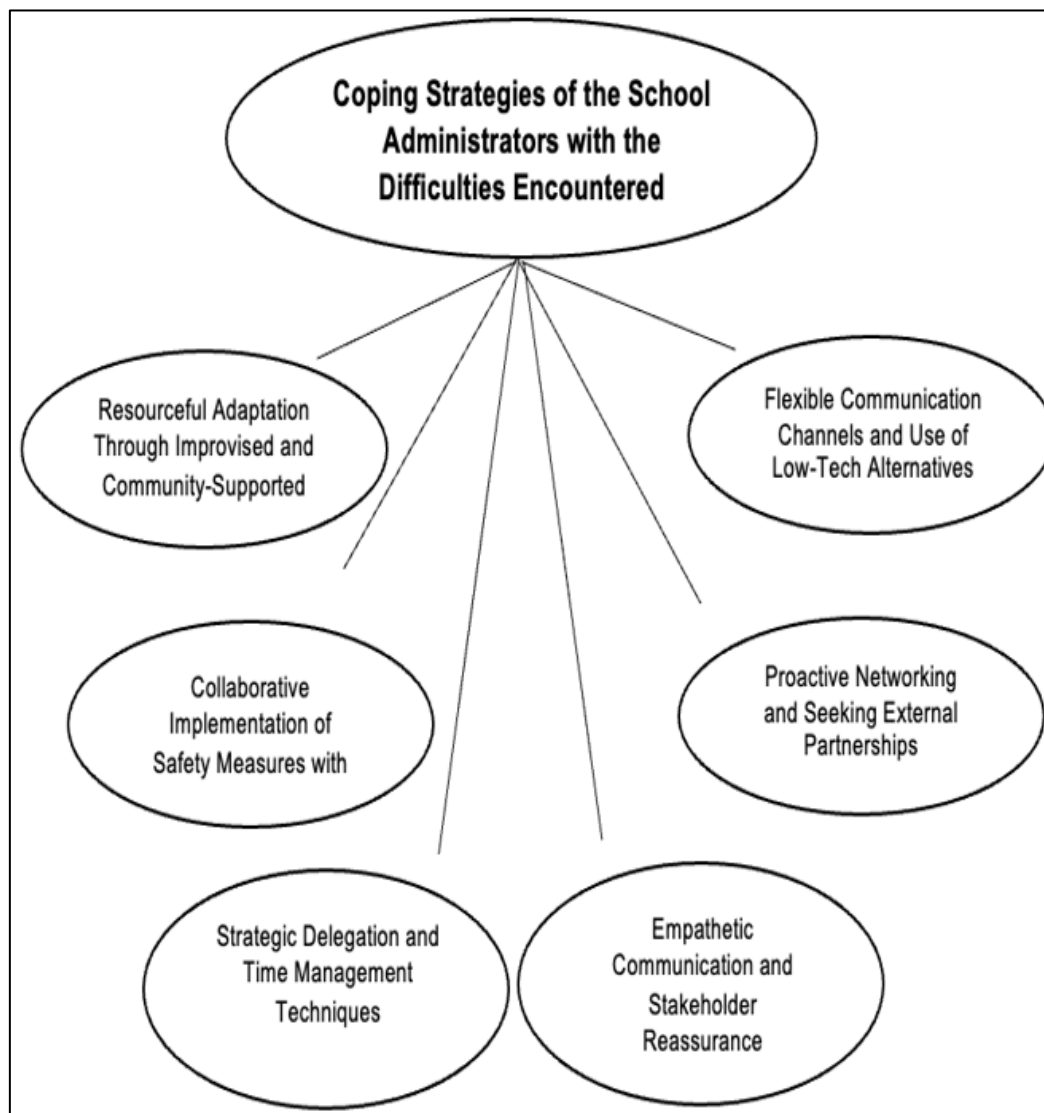 Coping Strategies of the School
Administrators with the
Difficulties Encountered
Resourceful Adaptation
Through Improvised and
Community-Supported
Flexible Communication
Channels and Use of
Low-Tech Alternatives
Collaborative
Implementation of
Safety Measures with
Proactive Networking
and Seeking External
Partnerships
Strategic Delegation and
Time Management
Techniques
Empathetic
Communication and
Stakeholder
Reassurance